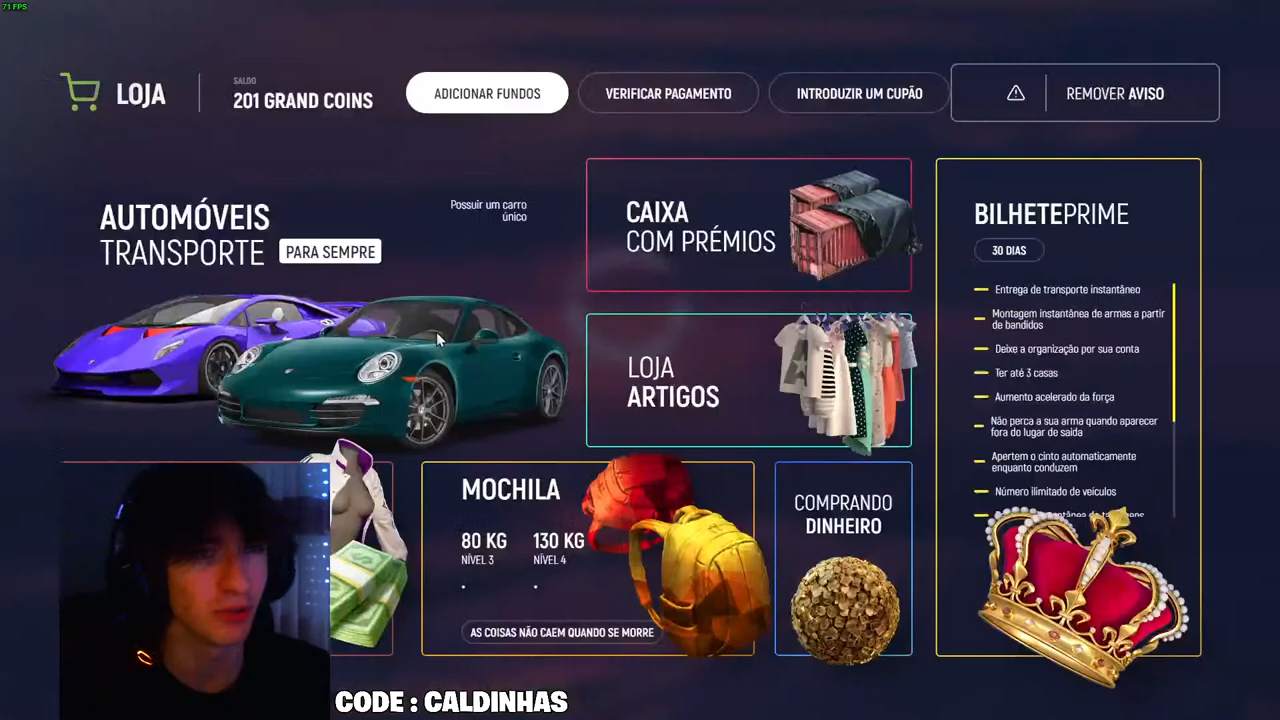 71 FPS
LOJA
SALDO
201 GRAND COINS
ADICIONAR FUNDOS
VERIFICAR PAGAMENTO
INTRODUZIR UM CUPÃO
REMOVER AVISO
AUTOMÓVEIS
TRANSPORTE PARA SEMPRE
Possuir um carro
único
CAIXA
COM PRÉMIOS
LOJA
ARTIGOS
BILHETEPRIME
30 DIAS
Entrega de transporte instantâneo
Montagem instantânea de armas a partir
de bandidos
Deixe a organização por sua conta
Ter até 3 casas
Aumento acelerado da força
Não perca a sua arma quando aparecer
fora do lugar de saída
Apertem o cinto automaticamente
enquanto conduzem
Número ilimitado de veículos
MOCHILA
80 KG 130 KG
NÍVEL 3 NÍVEL 4
AS COISAS NÃO CAEM QUANDO SE MORRE
COMPRANDO
DINHEIRO
CODE : CALDINHAS